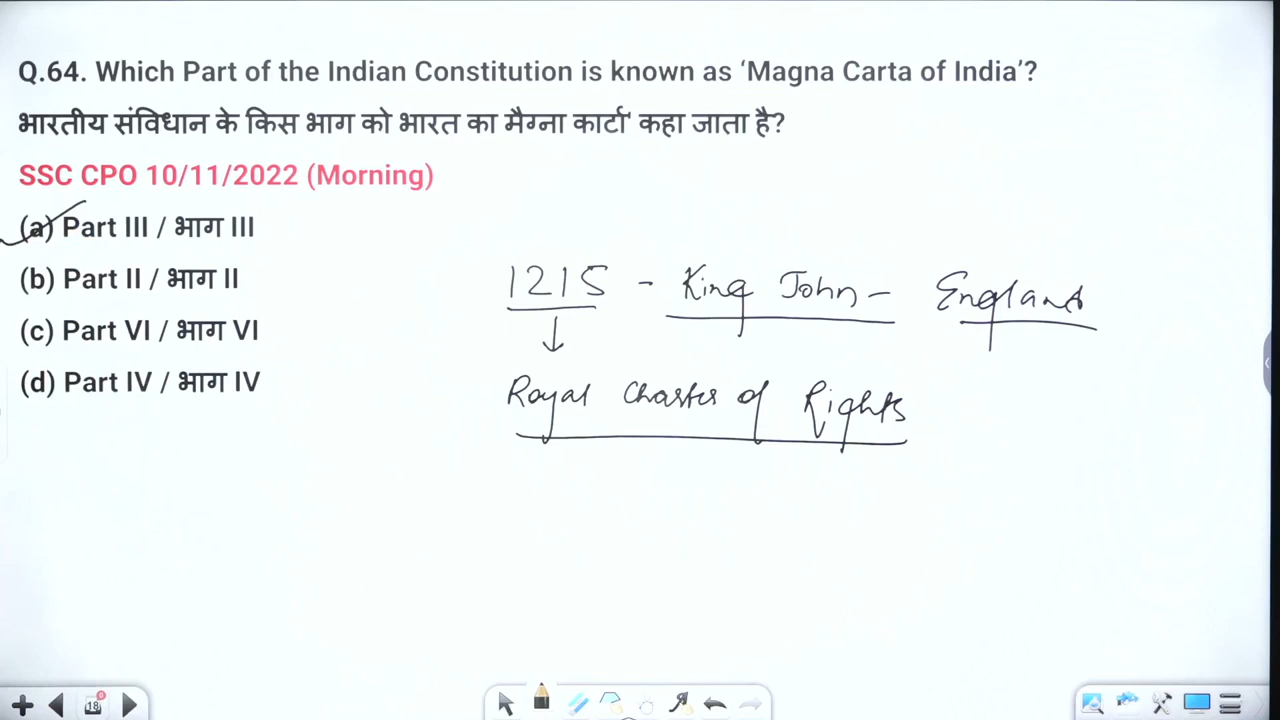 Q.64. Which Part of the Indian Constitution is known as ‘Magna Carta of India’?
भारतीय संविधान के किस भाग को भारत का मैग्ना कार्टा' कहा जाता है?
SSC CPO 10/11/2022 (Morning)
(a) Part III / भाग III
(b) Part II / भाग II
(c) Part VI / भाग VI
(d) Part IV / भाग IV
1215 - King John - England
Royal Charter of Rights
18